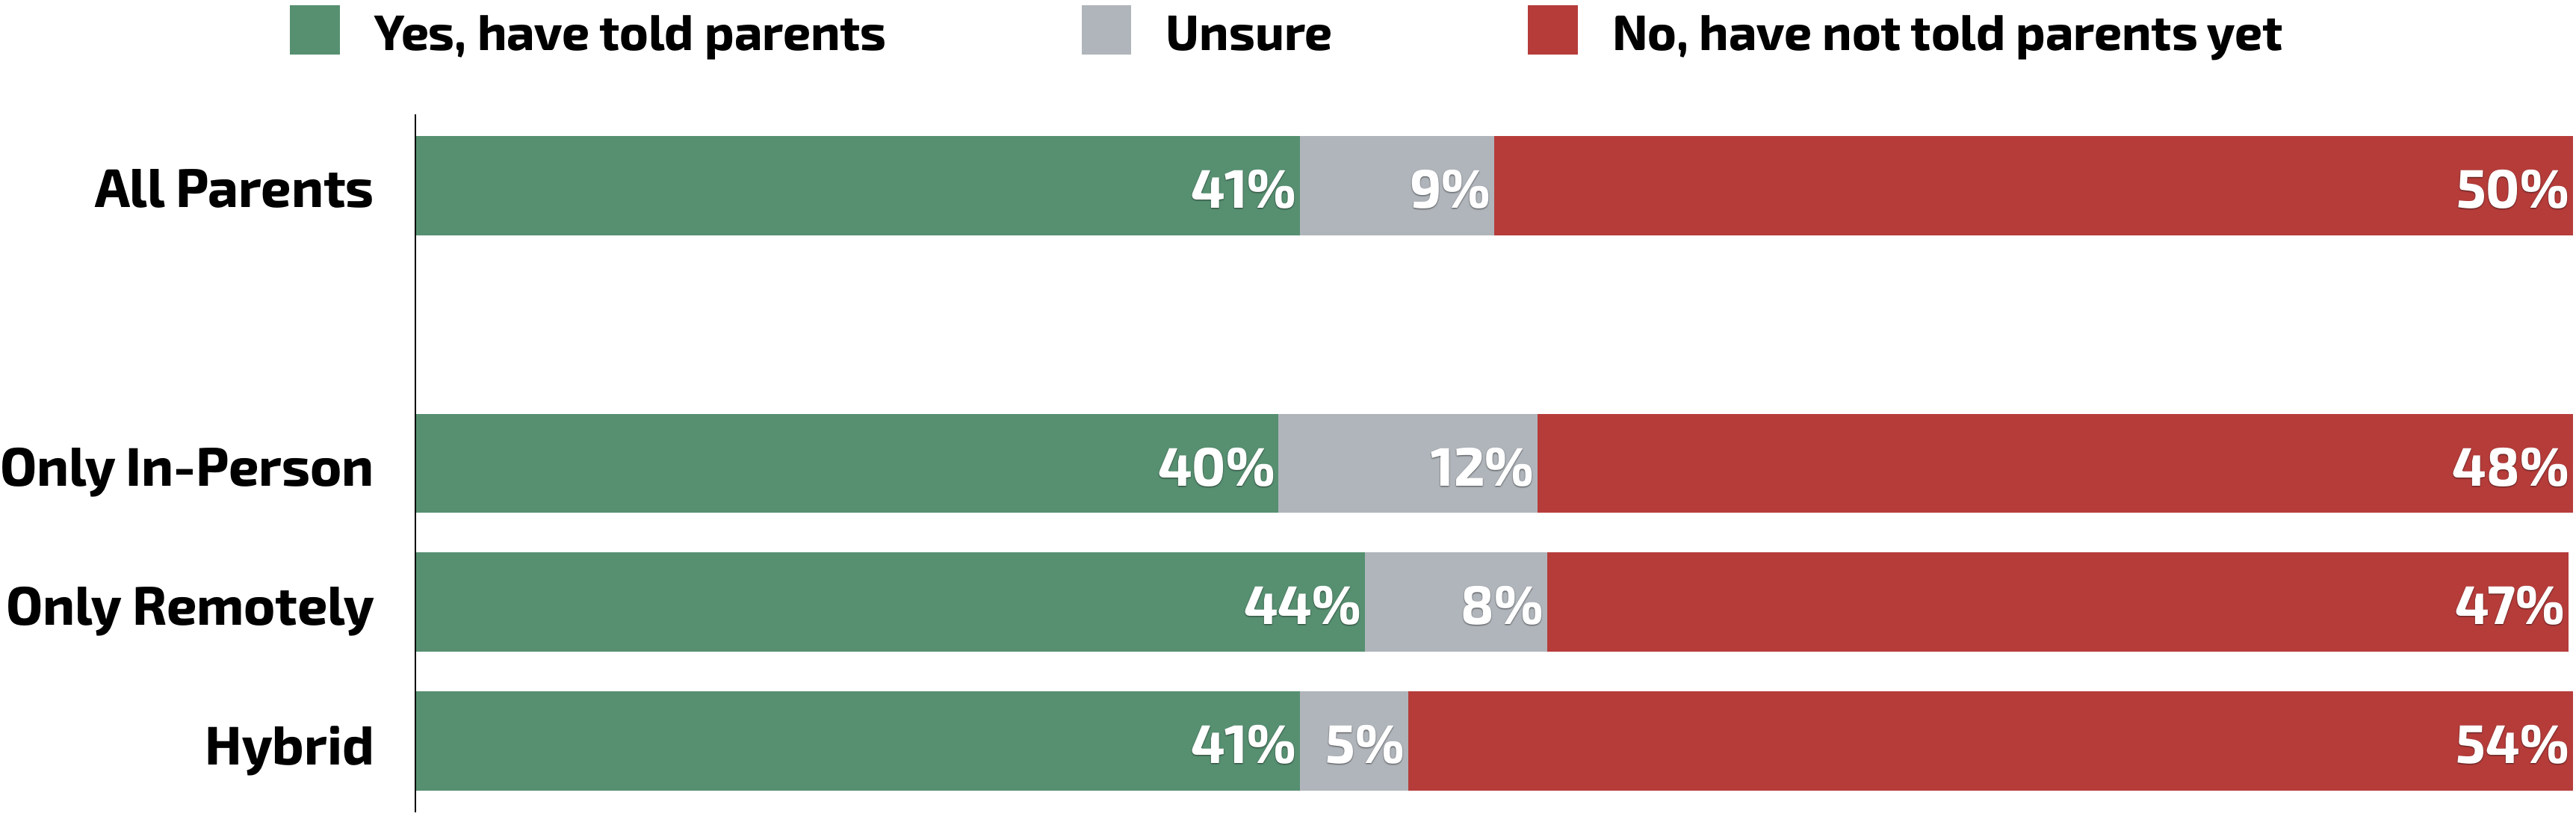 Yes, have told parents Unsure No, have not told parents yet
All Parents 41% 9% 50%
Only In-Person 40% 12% 48%
Only Remotely 44% 8% 47%
Hybrid 41% 5% 54%